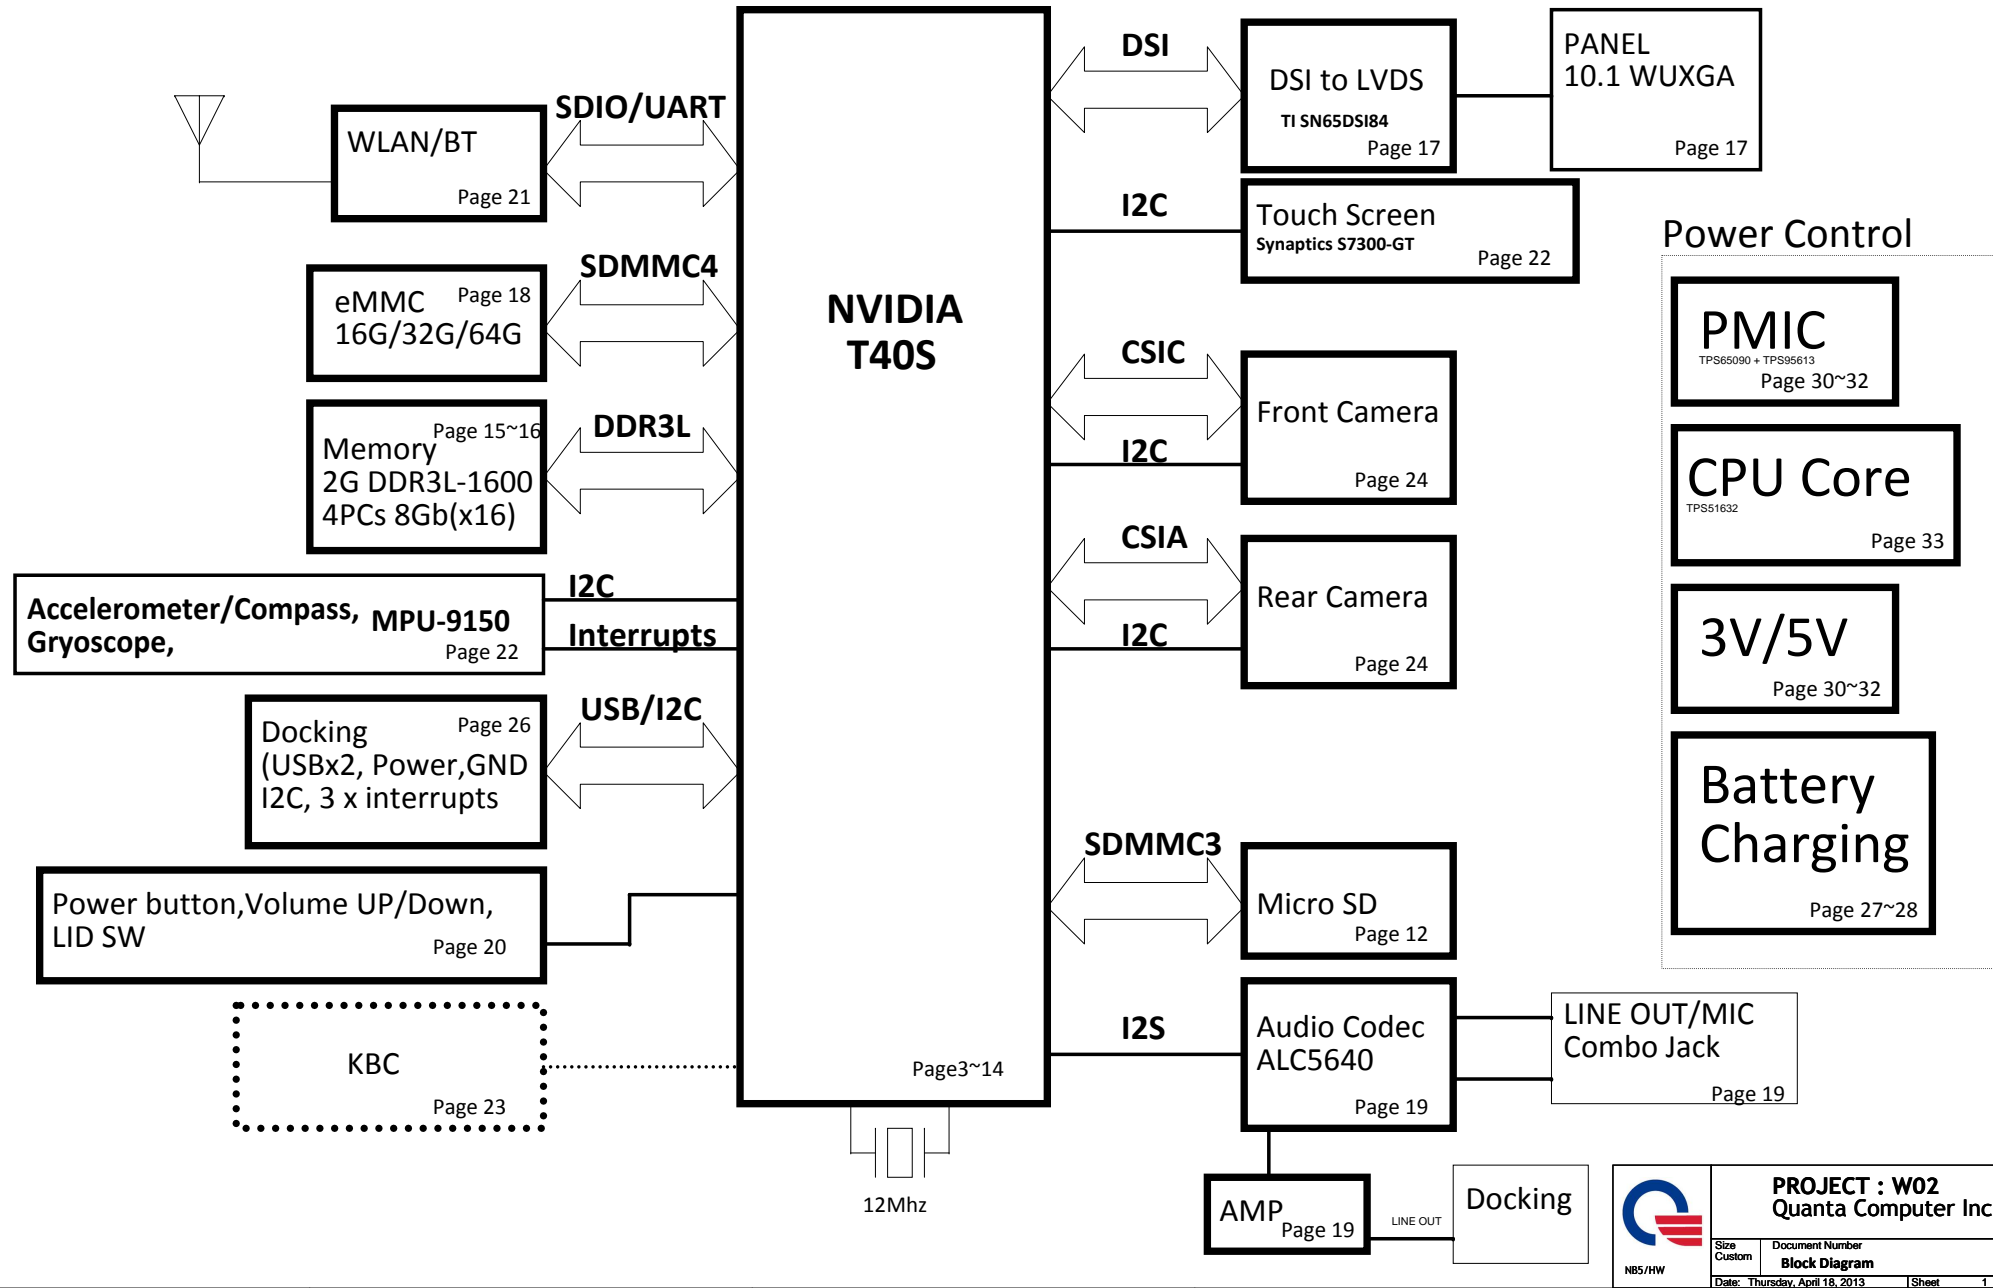 DSI
DSI to LVDS
TI SN65DSI84
Page 17
PANEL
10.1 WUXGA
Page 17
SDIO/UART
WLAN/BT
Page 21
I2C
Touch Screen
Synaptics S7300-GT
Page 22
SDMMC4
eMMC
Page 18
16G/32G/64G
NVIDIA
T40S
Page3~14
CSIC
Front Camera
I2C
Page 24
DDR3L
Page 15~16
Memory
2G DDR3L-1600
4PCs 8Gb(x16)
CSIA
Rear Camera
I2C
Page 24
I2C
Accelerometer/Compass,
Gryoscope,
MPU-9150
Page 22
Interrupts
USB/I2C
Docking
Page 26
(USBx2, Power,GND
I2C, 3 x interrupts
SDMMC3
Micro SD
Page 12
Power button,Volume UP/Down,
LID SW
Page 20
KBC
Page 23
I2S
Audio Codec
ALC5640
Page 19
LINE OUT/MIC
Combo Jack
Page 19
12Mhz
AMP
Page 19
LINE OUT
Docking
Power Control
PMIC
TPS65090 + TPS95613
Page 30~32
CPU Core
TPS51632
Page 33
3V/5V
Page 30~32
Battery
Charging
Page 27~28
NB5/HW
PROJECT : W02
Quanta Computer Inc
Size
Custom
Document Number
Block Diagram
Date: Thursday, April 18, 2013
Sheet 1